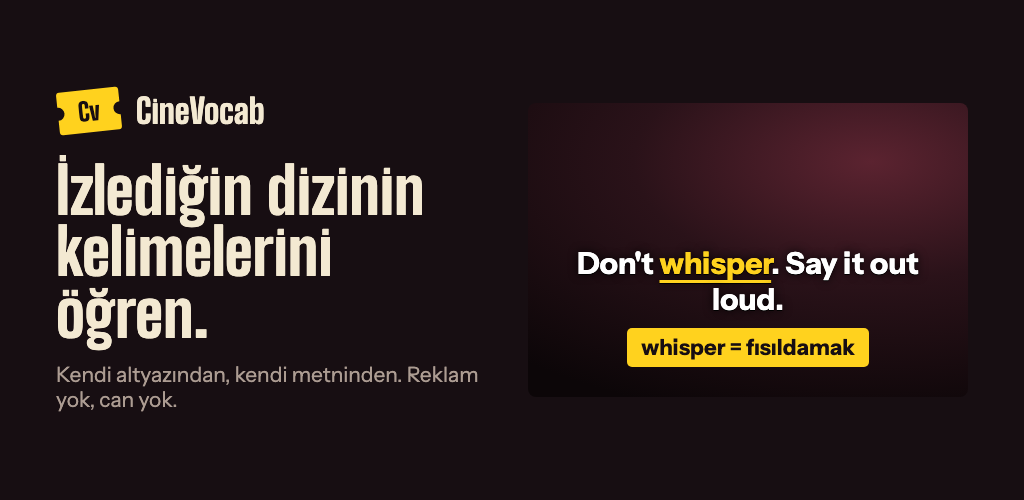 Cv
CineVocab
İzlediğin dizinin
kelimelerini
öğren.
Kendi altyazından, kendi metninden. Reklam
yok, can yok.
Don't whisper. Say it out
loud.
whisper = fısıldamak